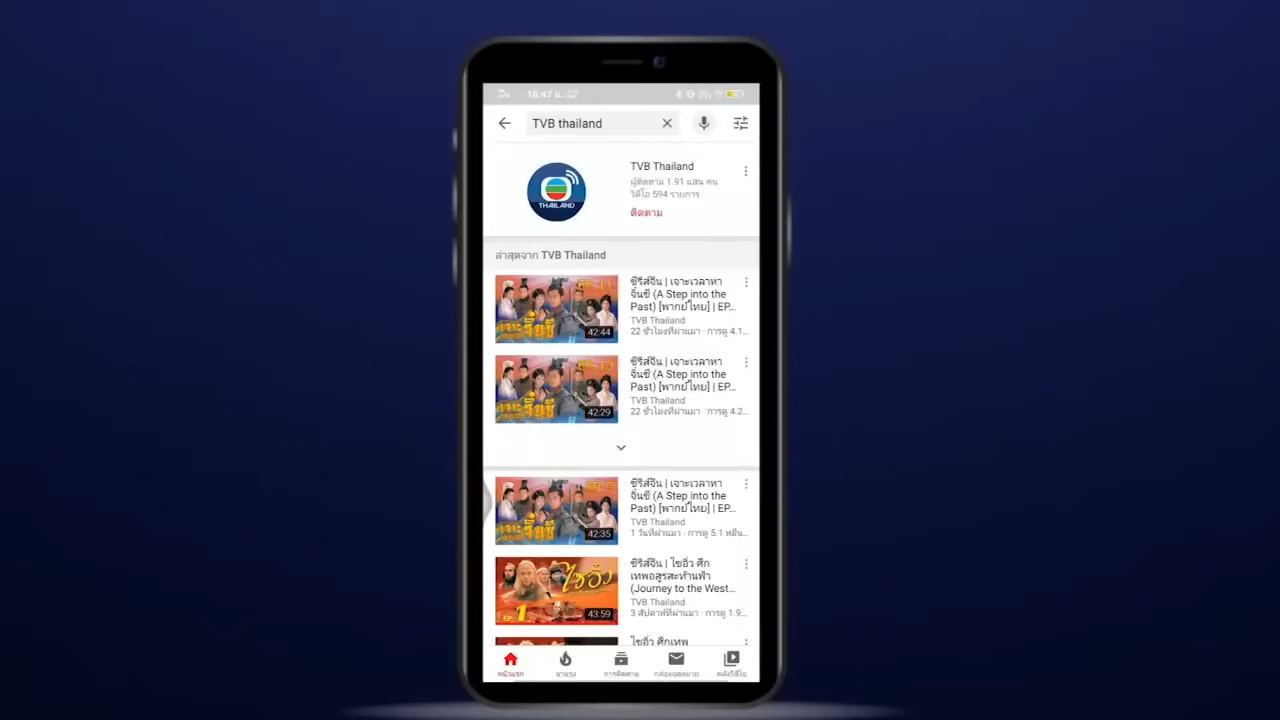 16:47 น.
TVB thailand
TVB Thailand
ผู้ติดตาม 1.91 แสน คน
วิดีโอ 594 รายการ
ติดตาม
THAILAND
ล่าสุดจาก TVB Thailand
ซีรีส์จีน | เจาะเวลาหา
จิ๋นซี (A Step into the
Past) [พากย์ไทย] | EP...
TVB Thailand
22 ชั่วโมงที่ผ่านมา · การดู 4.1...
42:44
ซีรีส์จีน | เจาะเวลาหา
จิ๋นซี (A Step into the
Past) [พากย์ไทย] | EP...
TVB Thailand
22 ชั่วโมงที่ผ่านมา · การดู 4.2...
42:29
ซีรีส์จีน | เจาะเวลาหา
จิ๋นซี (A Step into the
Past) [พากย์ไทย] | EP...
TVB Thailand
1 วันที่ผ่านมา · การดู 5.1 หมื่น...
42:35
ซีรีส์จีน | ไซอิ๋ว ศึก
เทพอสูรสะท้านฟ้า
(Journey to the West...
TVB Thailand
3 สัปดาห์ที่ผ่านมา · การดู 1.9...
ไซอิ๋ว
EP. 1
43:59
ไซอิ๋ว ศึกเทพ
หน้าแรก
มาแรง
การติดตาม
กล่องจดหมาย
คลังวิดีโอ